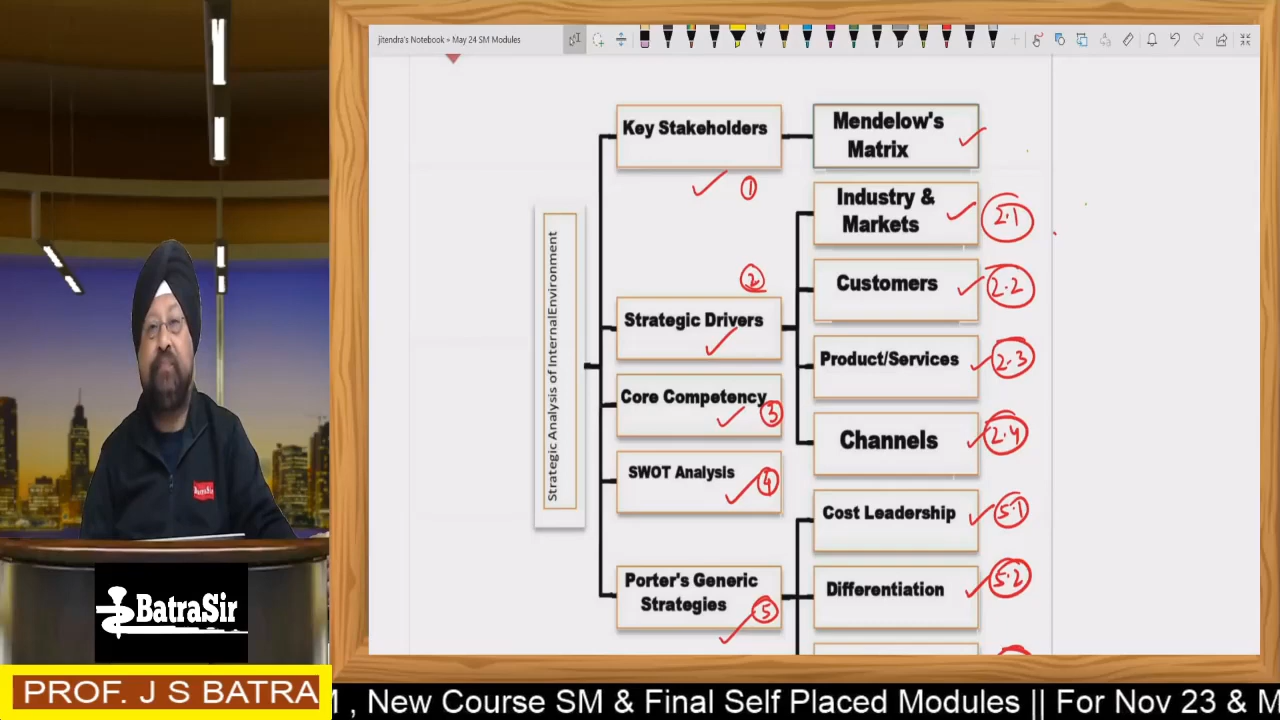 jitendra's Notebook » May 24 SM Modules
Strategic Analysis of InternalEnvironment
Key Stakeholders
1
Mendelow's
Matrix
Strategic Drivers
2
Industry &
Markets
2.1
Customers
2.2
Product/Services
2.3
Channels
2.4
Core Competency
3
SWOT Analysis
4
Porter's Generic
Strategies
5
Cost Leadership
5.1
Differentiation
5.2
BatraSir
BatraSir
PROF. J S BATRA
M , New Course SM & Final Self Placed Modules || For Nov 23 & M